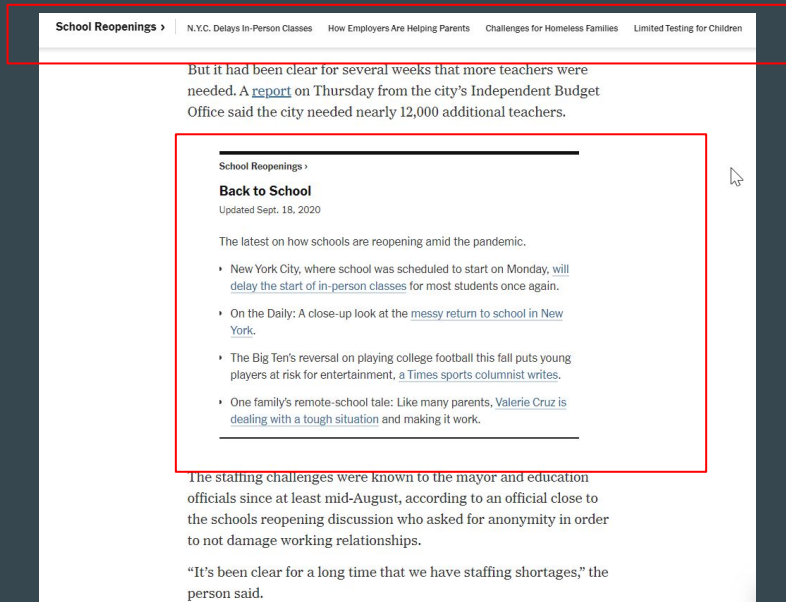 School Reopenings › N.Y.C. Delays In-Person Classes How Employers Are Helping Parents Challenges for Homeless Families Limited Testing for Children
But it had been clear for several weeks that more teachers were
needed. A report on Thursday from the city’s Independent Budget
Office said the city needed nearly 12,000 additional teachers.
School Reopenings ›
Back to School
Updated Sept. 18, 2020
The latest on how schools are reopening amid the pandemic.
New York City, where school was scheduled to start on Monday, will
delay the start of in-person classes for most students once again.
On the Daily: A close-up look at the messy return to school in New
York.
The Big Ten’s reversal on playing college football this fall puts young
players at risk for entertainment, a Times sports columnist writes.
One family’s remote-school tale: Like many parents, Valerie Cruz is
dealing with a tough situation and making it work.
The staffing challenges were known to the mayor and education
officials since at least mid-August, according to an official close to
the schools reopening discussion who asked for anonymity in order
to not damage working relationships.
“It’s been clear for a long time that we have staffing shortages,” the
person said.